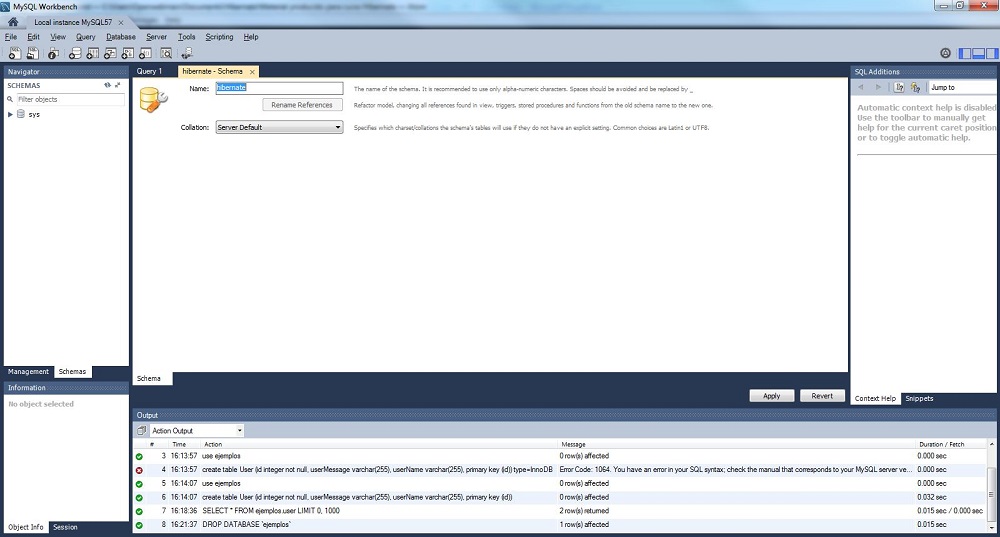 MySQL Workbench
Local instance MySQL57 ×
File Edit View Query Database Server Tools Scripting Help
Navigator
SCHEMAS
Filter objects
sys
Management Schemas
Information
No object selected
Object Info Session
Query 1 hibernate - Schema ×
Name: hibernate The name of the schema. It is recommended to use only alpha-numeric characters. Spaces should be avoided and be replaced by _
Rename References Refactor model, changing all references found in view, triggers, stored procedures and functions from the old schema name to the new one.
Collation: Server Default Specifies which charset/collations the schema's tables will use if they do not have an explicit setting. Common choices are Latin1 or UTF8.
Schema
Apply Revert
SQL Additions
Jump to
Automatic context help is disabled.
Use the toolbar to manually get
help for the current caret position
or to toggle automatic help.
Context Help Snippets
Output
Action Output
# Time Action Message Duration / Fetch
3 16:13:57 use ejemplos 0 row(s) affected 0.000 sec
4 16:13:57 create table User (id integer not null, userMessage varchar(255), userName varchar(255), primary key (id)) type=InnoDB Error Code: 1064. You have an error in your SQL syntax; check the manual that corresponds to your MySQL server ve... 0.000 sec
5 16:14:07 use ejemplos 0 row(s) affected 0.000 sec
6 16:14:07 create table User (id integer not null, userMessage varchar(255), userName varchar(255), primary key (id)) 0 row(s) affected 0.032 sec
7 16:18:36 SELECT * FROM ejemplos.user LIMIT 0, 1000 2 row(s) returned 0.015 sec / 0.000 sec
8 16:21:37 DROP DATABASE `ejemplos` 1 row(s) affected 0.015 sec